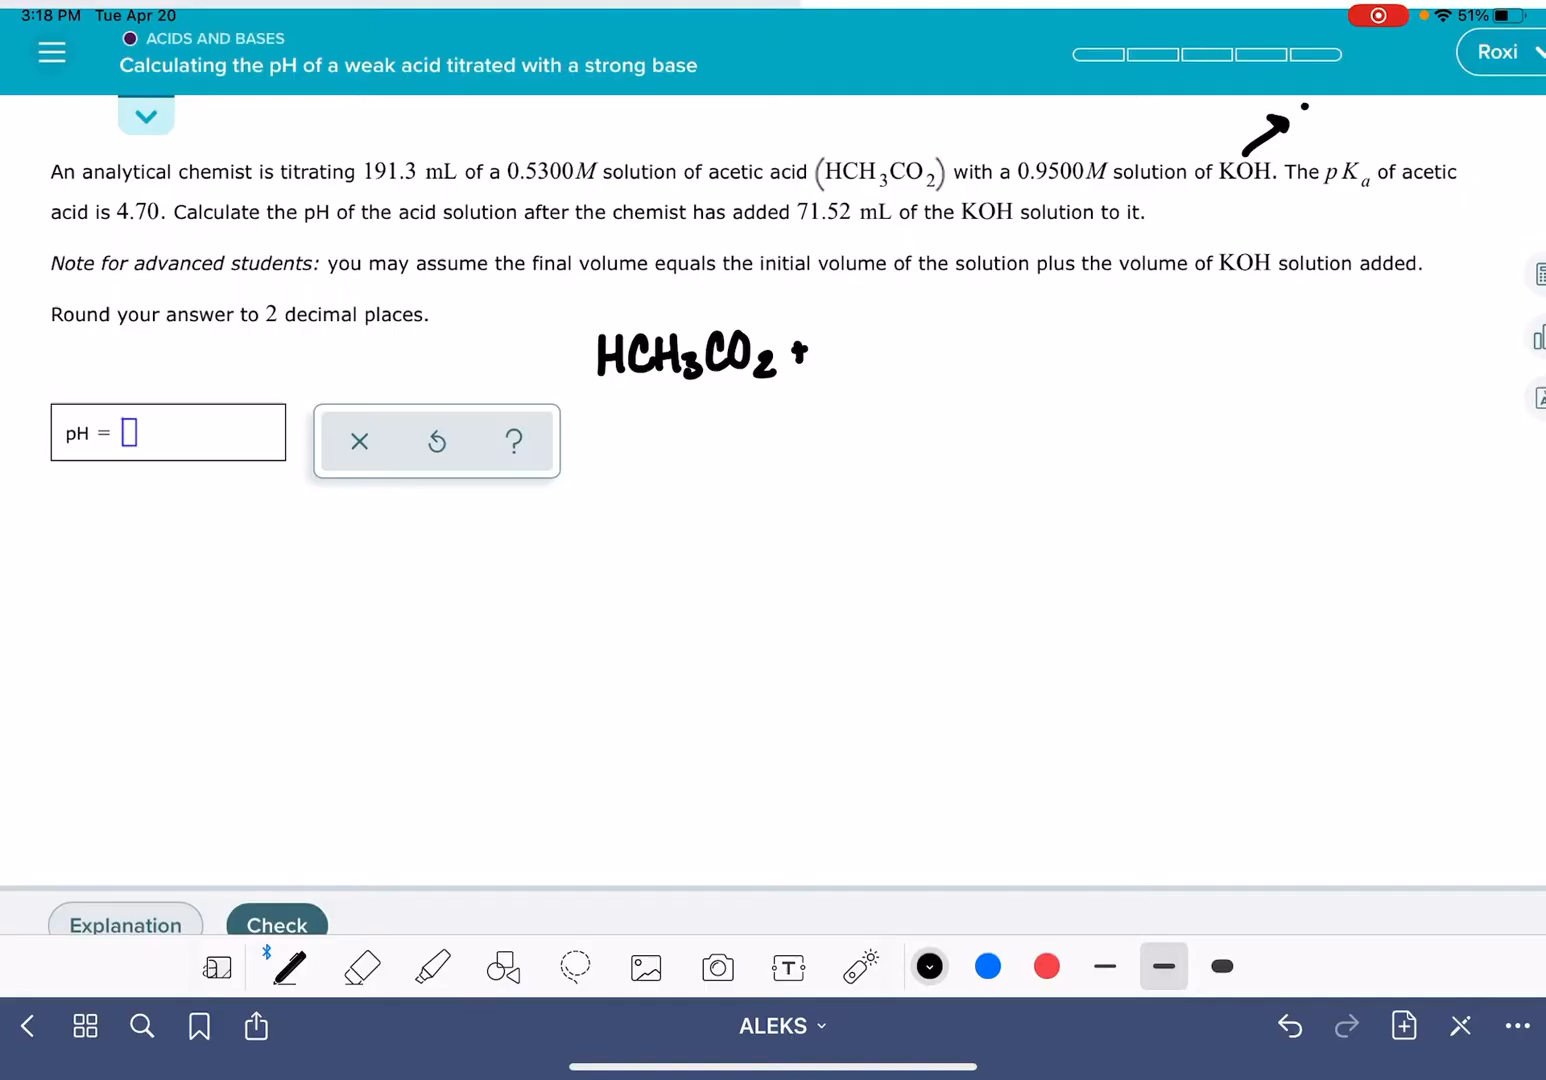 3:18 PM Tue Apr 20
51%
ACIDS AND BASES
Calculating the pH of a weak acid titrated with a strong base
Roxi
An analytical chemist is titrating 191.3 mL of a 0.5300 M solution of acetic acid (HCH₃CO₂) with a 0.9500 M solution of KOH. The pKₐ of acetic
acid is 4.70. Calculate the pH of the acid solution after the chemist has added 71.52 mL of the KOH solution to it.
Note for advanced students: you may assume the final volume equals the initial volume of the solution plus the volume of KOH solution added.
Round your answer to 2 decimal places.
HCH₃CO₂ +
pH =
?
Explanation
Check
a
T
ALEKS